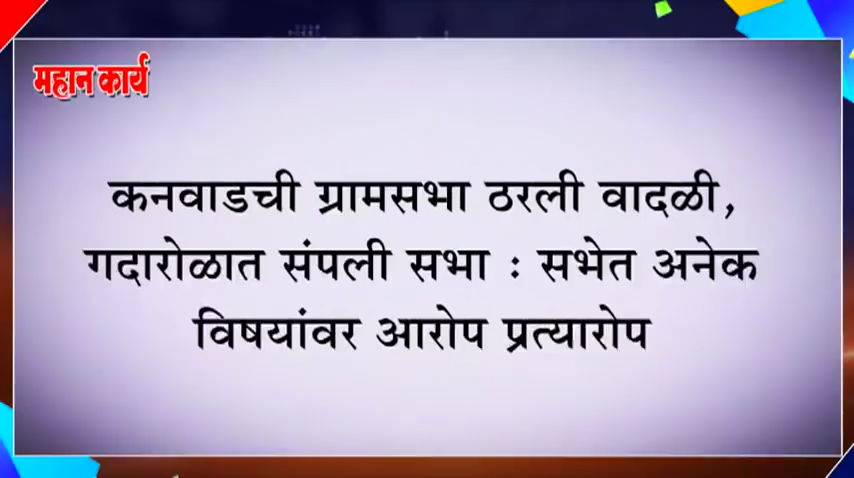 महान कार्य
कनवाडची ग्रामसभा ठरली वादळी,
गदारोळात संपली सभा : सभेत अनेक
विषयांवर आरोप प्रत्यारोप